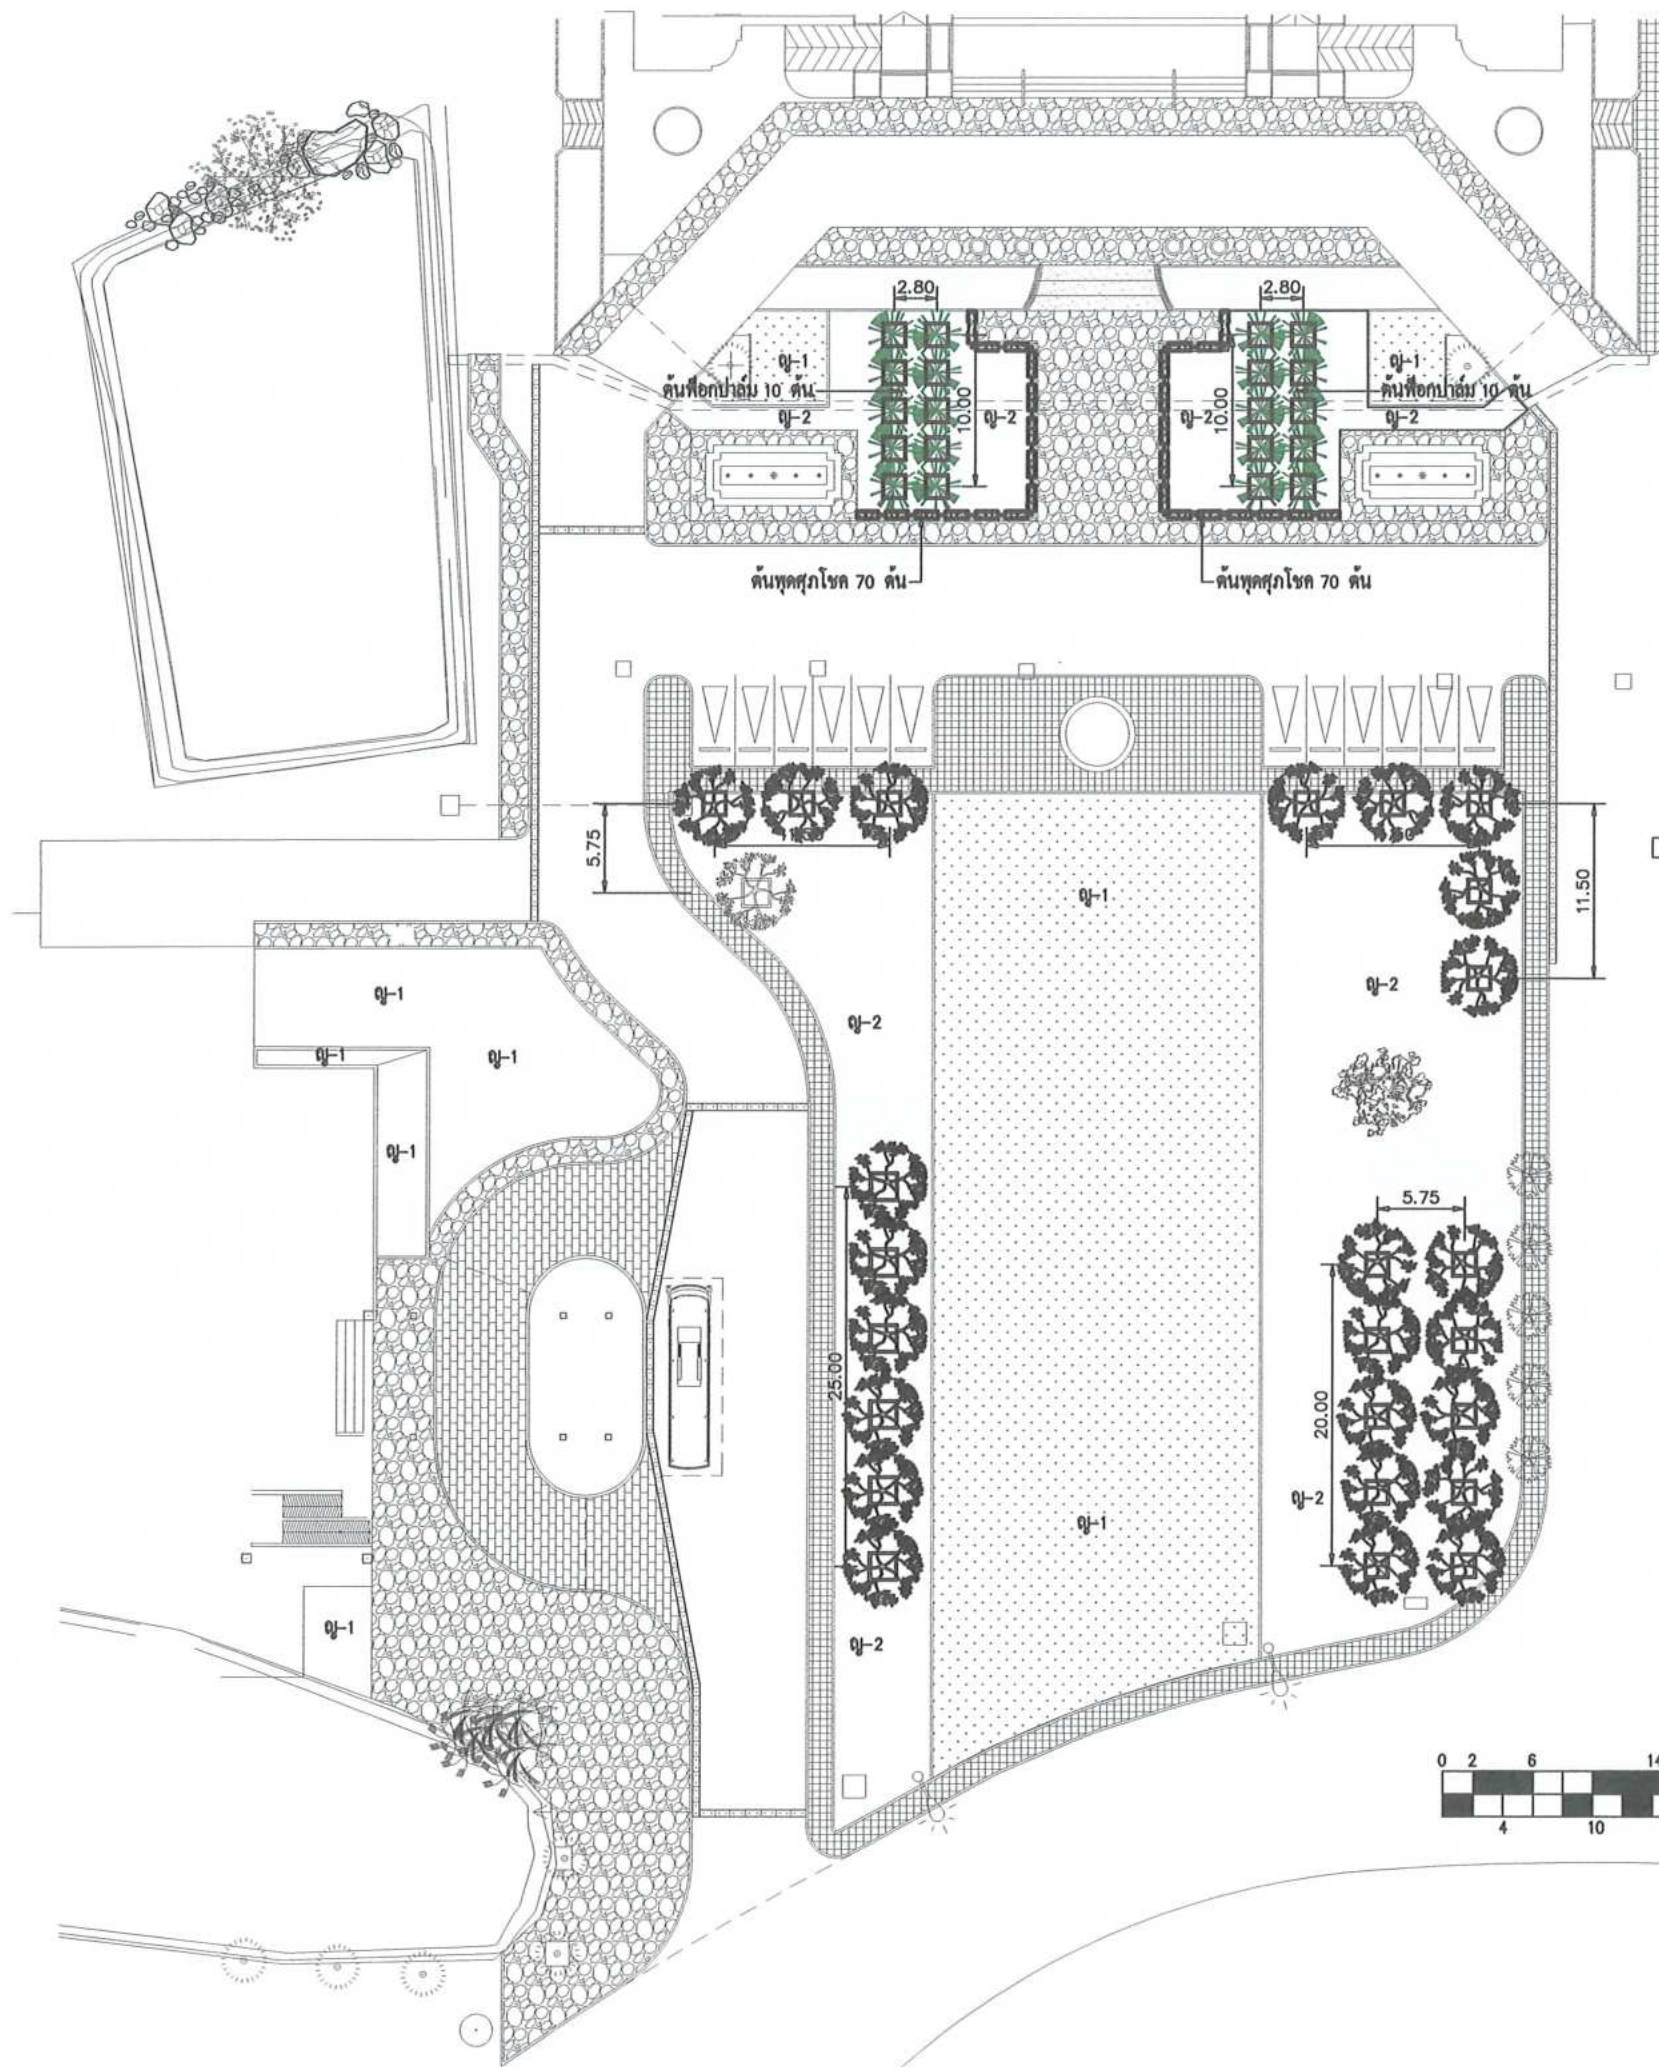 2.80
2.80
ญ-1
ญ-1
ต้นฟ็อกปาล์ม 10 ต้น
ต้นฟ็อกปาล์ม 10 ต้น
ญ-2
10.00
ญ-2
ญ-2
10.00
ญ-2
ต้นพุดศุภโชค 70 ต้น
ต้นพุดศุภโชค 70 ต้น
5.75
11.50
ญ-1
ญ-2
ญ-1
ญ-2
ญ-1
ญ-1
ญ-1
5.75
25.00
20.00
ญ-2
ญ-1
ญ-1
ญ-2
0 2 6 14
4 10